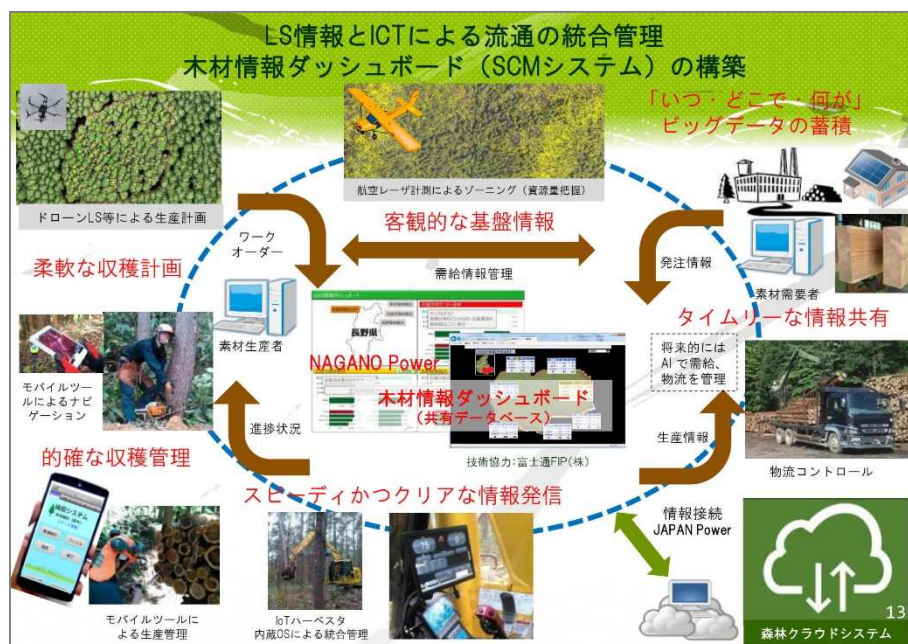 LS情報とICTによる流通の統合管理
木材情報ダッシュボード（SCMシステム）の構築
「いつ・どこで・何が」
ビッグデータの蓄積
ドローンLS等による生産計画
航空レーザ計測によるゾーニング（資源量把握）
ワーク
オーダー
客観的な基盤情報
需給情報管理
発注情報
柔軟な収穫計画
素材生産者
素材需要者
タイムリーな情報共有
長野県
NAGANO Power
木材情報ダッシュボード
（共有データベース）
将来的には
AIで需給、
物流を管理
モバイルツー
ルによるナビ
ゲーション
進捗状況
技術協力：富士通FIP（株）
生産情報
物流コントロール
的確な収穫管理
スピーディかつクリアな情報発信
情報接続
JAPAN Power
モバイルツールに
よる生産管理
IoTハーベスタ
内蔵OSによる統合管理
森林クラウドシステム
13